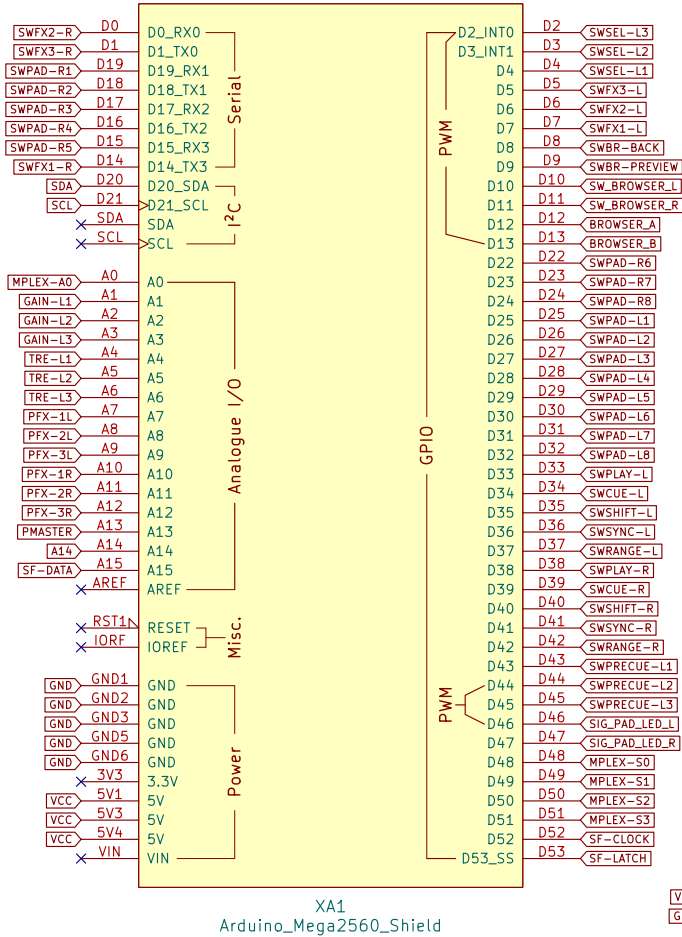 SWFX2-R D0 D0_RX0 D2_INT0 D2 SWSEL-L3
SWFX3-R D1 D1_TX0 D3_INT1 D3 SWSEL-L2
SWPAD-R1 D19 D19_RX1 D4 D4 SWSEL-L1
SWPAD-R2 D18 D18_TX1 D5 D5 SWFX3-L
SWPAD-R3 D17 D17_RX2 D6 D6 SWFX2-L
SWPAD-R4 D16 D16_TX2 D7 D7 SWFX1-L
SWPAD-R5 D15 D15_RX3 D8 D8 SWBR-BACK
SWFX1-R D14 D14_TX3 D9 D9 SWBR-PREVIEW
Serial
PWM
SDA D20 D20_SDA D10 D10 SW_BROWSER_L
SCL D21 D21_SCL D11 D11 SW_BROWSER_R
SDA SDA D12 D12 BROWSER_A
SCL SCL D13 D13 BROWSER_B
I²C
D22 D22 SWPAD-R6
MPLEX-A0 A0 A0 D23 D23 SWPAD-R7
GAIN-L1 A1 A1 D24 D24 SWPAD-R8
GAIN-L2 A2 A2 D25 D25 SWPAD-L1
GAIN-L3 A3 A3 D26 D26 SWPAD-L2
TRE-L1 A4 A4 D27 D27 SWPAD-L3
TRE-L2 A5 A5 D28 D28 SWPAD-L4
TRE-L3 A6 A6 D29 D29 SWPAD-L5
PFX-1L A7 A7 D30 D30 SWPAD-L6
PFX-2L A8 A8 D31 D31 SWPAD-L7
PFX-3L A9 A9 D32 D32 SWPAD-L8
PFX-1R A10 A10 D33 D33 SWPLAY-L
PFX-2R A11 A11 D34 D34 SWCUE-L
PFX-3R A12 A12 D35 D35 SWSHIFT-L
PMASTER A13 A13 D36 D36 SWSYNC-L
A14 A14 A14 D37 D37 SWRANGE-L
SF-DATA A15 A15 D38 D38 SWPLAY-R
AREF AREF D39 D39 SWCUE-R
Analogue I/O
GPIO
D40 D40 SWSHIFT-R
RST1 RESET D41 D41 SWSYNC-R
IORF IOREF D42 D42 SWRANGE-R
Misc.
D43 D43 SWPRECUE-L1
GND GND1 GND D44 D44 SWPRECUE-L2
GND GND2 GND D45 D45 SWPRECUE-L3
GND GND3 GND D46 D46 SIG_PAD_LED_L
GND GND5 GND D47 D47 SIG_PAD_LED_R
GND GND6 GND D48 D48 MPLEX-S0
3V3 3.3V D49 D49 MPLEX-S1
VCC 5V1 5V D50 D50 MPLEX-S2
VCC 5V3 5V D51 D51 MPLEX-S3
VCC 5V4 5V D52 D52 SF-CLOCK
VIN VIN D53_SS D53 SF-LATCH
Power
PWM
V
G
XA1
Arduino_Mega2560_Shield